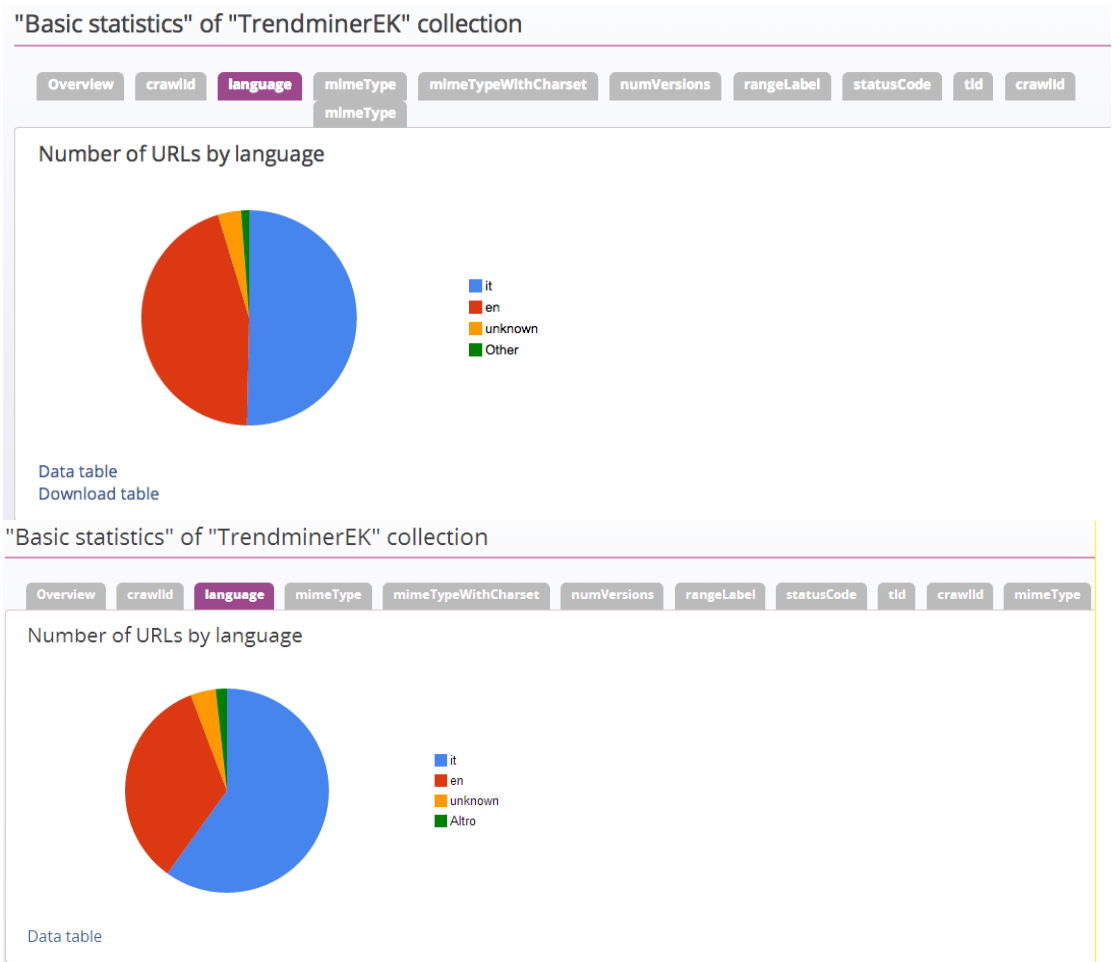 "Basic statistics" of "TrendminerEK" collection
Overview crawlId language mimeType mimeTypeWithCharset numVersions rangeLabel statusCode tld crawlId
mimeType
Number of URLs by language
it
en
unknown
Other
Data table
Download table
"Basic statistics" of "TrendminerEK" collection
Overview crawlId language mimeType mimeTypeWithCharset numVersions rangeLabel statusCode tld crawlId mimeType
Number of URLs by language
it
en
unknown
Altro
Data table